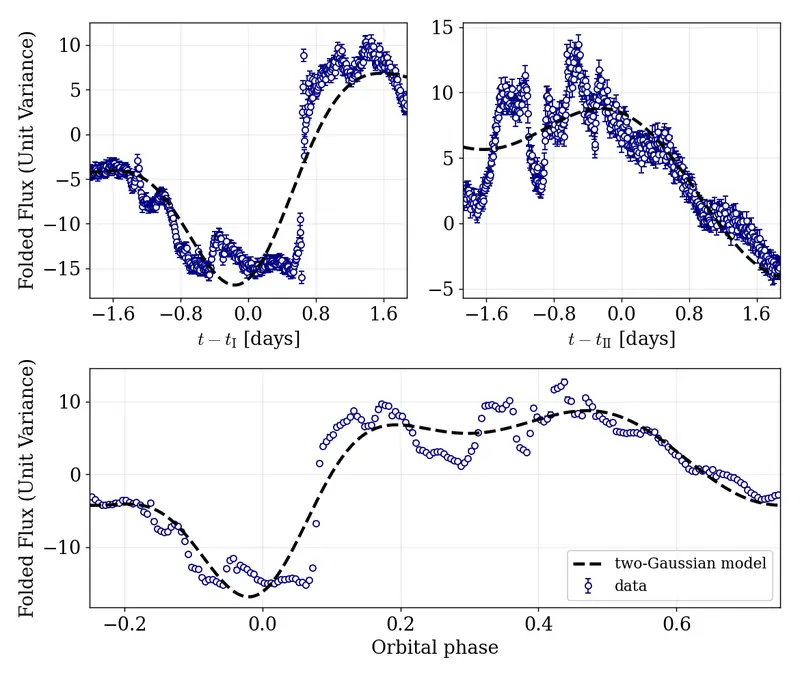 Folded Flux (Unit Variance)
10
5
0
−5
−10
−15
−1.6 −0.8 0.0 0.8 1.6
t − tI [days]
15
10
5
0
−5
−1.6 −0.8 0.0 0.8 1.6
t − tII [days]
Folded Flux (Unit Variance)
10
0
−10
−0.2 0.0 0.2 0.4 0.6
Orbital phase
two-Gaussian model
data